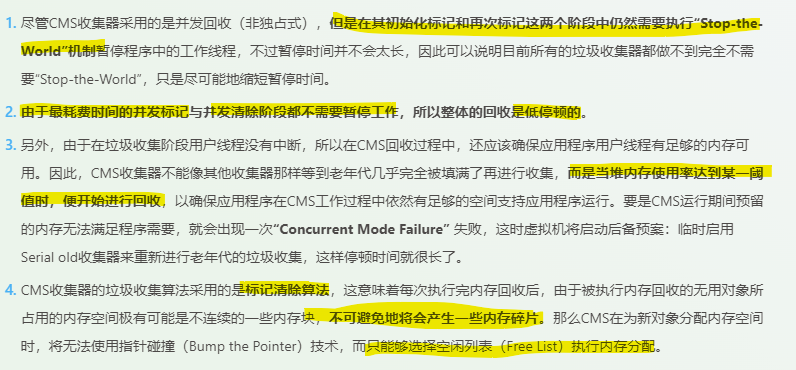 1. 尽管CMS收集器采用的是并发回收（非独占式），但是在其初始化标记和再次标记这两个阶段中仍然需要执行“Stop-the-
World”机制暂停程序中的工作线程，不过暂停时间并不会太长，因此可以说明目前所有的垃圾收集器都做不到完全不需
要“Stop-the-World”，只是尽可能地缩短暂停时间。
2. 由于最耗费时间的并发标记与并发清除阶段都不需要暂停工作，所以整体的回收是低停顿的。
3. 另外，由于在垃圾收集阶段用户线程没有中断，所以在CMS回收过程中，还应该确保应用程序用户线程有足够的内存可
用。因此，CMS收集器不能像其他收集器那样等到老年代几乎完全被填满了再进行收集，而是当堆内存使用率达到某一阈
值时，便开始进行回收，以确保应用程序在CMS工作过程中依然有足够的空间支持应用程序运行。要是CMS运行期间预留
的内存无法满足程序需要，就会出现一次“Concurrent Mode Failure” 失败，这时虚拟机将启动后备预案：临时启用
Serial old收集器来重新进行老年代的垃圾收集，这样停顿时间就很长了。
4. CMS收集器的垃圾收集算法采用的是标记清除算法，这意味着每次执行完内存回收后，由于被执行内存回收的无用对象所
占用的内存空间极有可能是不连续的一些内存块，不可避免地将会产生一些内存碎片。那么CMS在为新对象分配内存空间
时，将无法使用指针碰撞（Bump the Pointer）技术，而只能够选择空闲列表（Free List）执行内存分配。